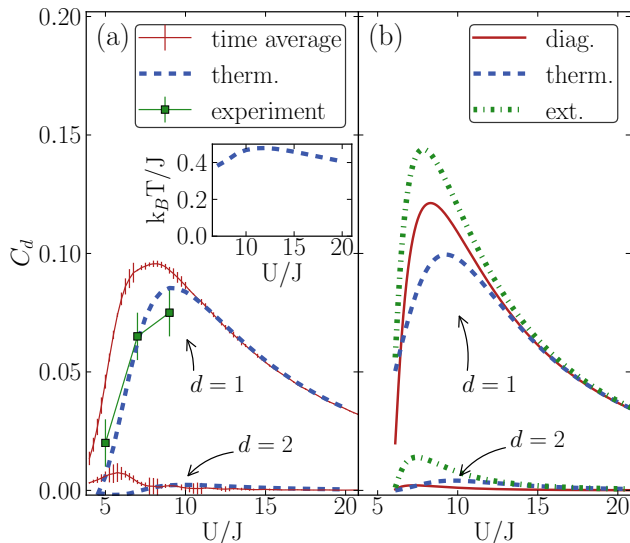 (a)
time average
therm.
experiment
(b)
diag.
therm.
ext.
0.20
0.15
0.10
0.05
0.00
C_d
k_BT/J
0.4
0.2
0.0
10 15 20
U/J
d = 1
d = 2
d = 1
d = 2
5 10 15 20
5 10 15 20
U/J
U/J